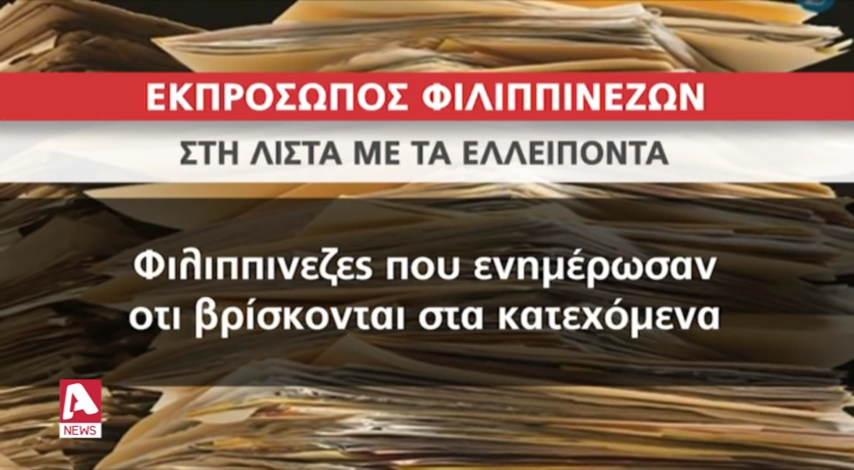 ΕΚΠΡΟΣΩΠΟΣ ΦΙΛΙΠΠΙΝΕΖΩΝ
ΣΤΗ ΛΙΣΤΑ ΜΕ ΤΑ ΕΛΛΕΙΠΟΝΤΑ
Φιλιππινεζες που ενημέρωσαν
οτι βρίσκονται στα κατεχόμενα
A
NEWS